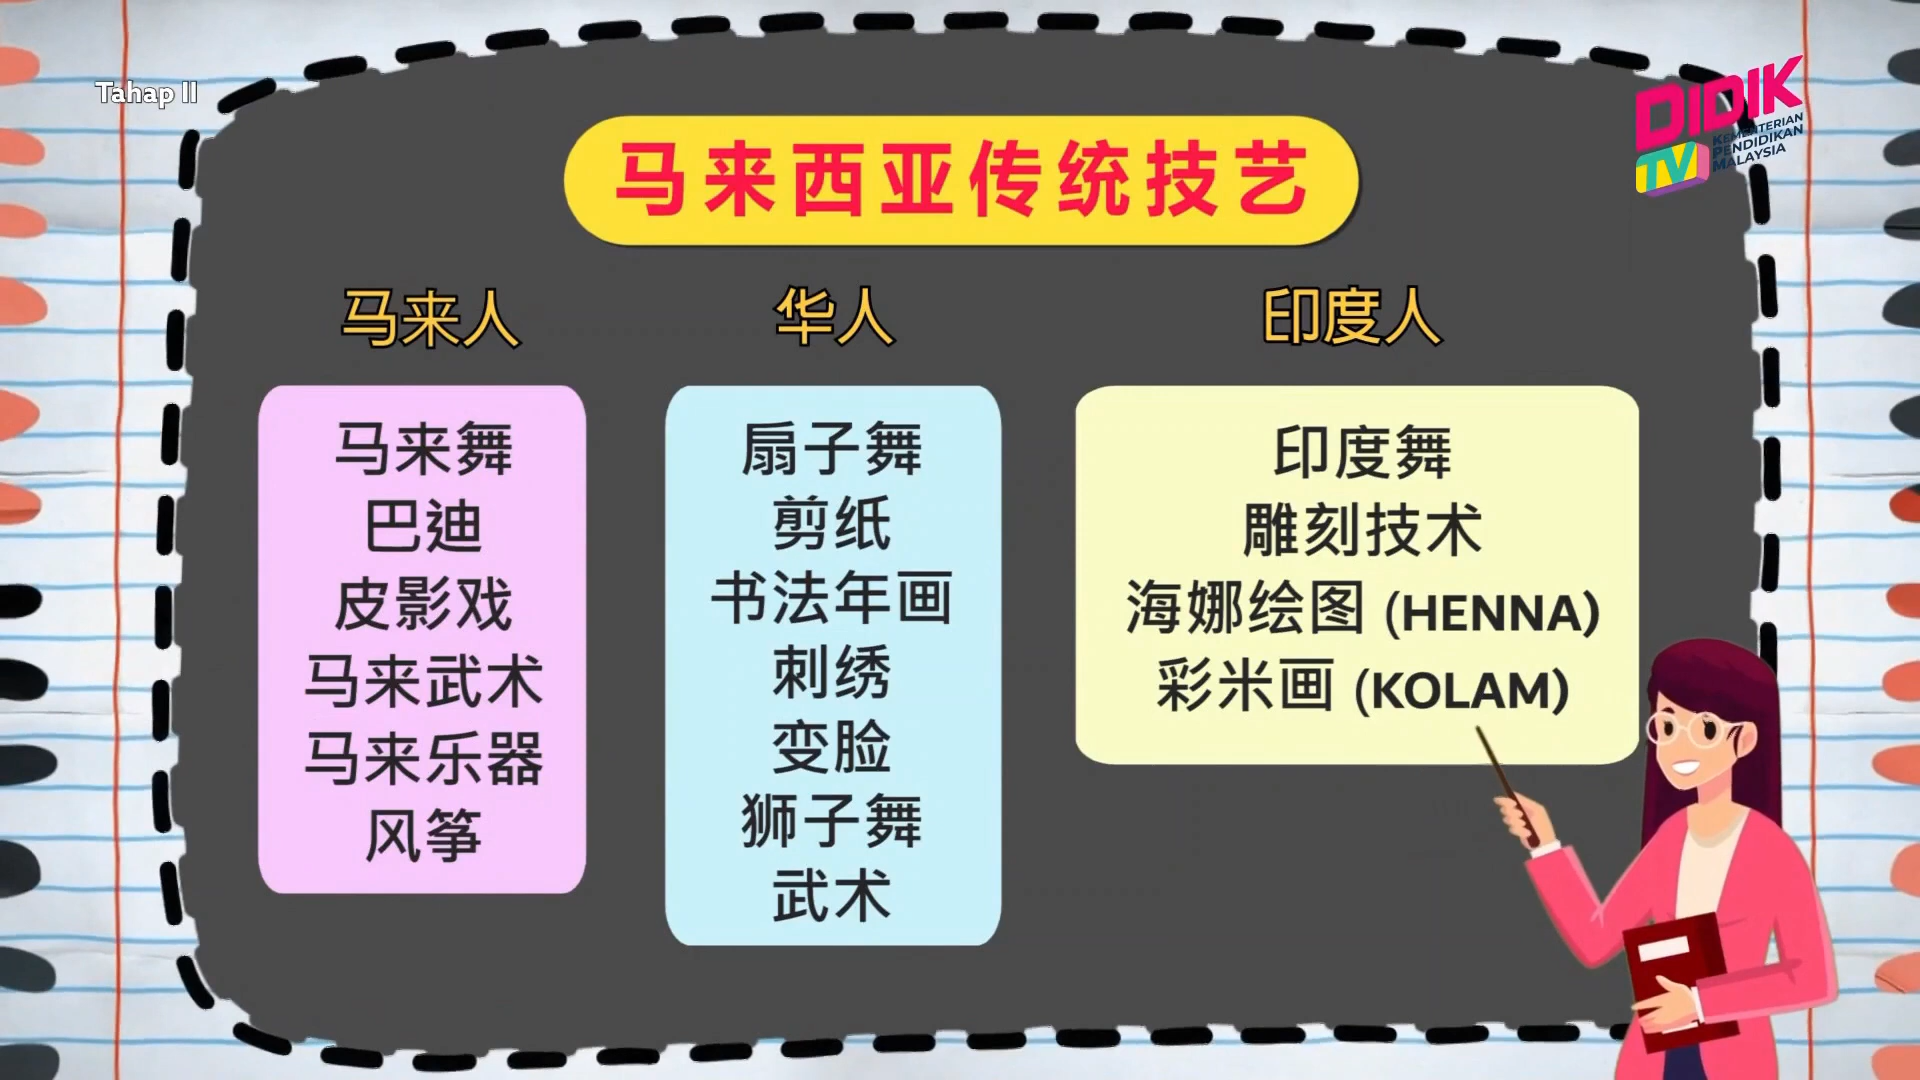 Tahap II
DIDIK
TV
KEMENTERIAN
PENDIDIKAN
MALAYSIA
马来西亚传统技艺
马来人
马来舞
巴迪
皮影戏
马来武术
马来乐器
风筝
华人
扇子舞
剪纸
书法年画
刺绣
变脸
狮子舞
武术
印度人
印度舞
雕刻技术
海娜绘图 (HENNA)
彩米画 (KOLAM)